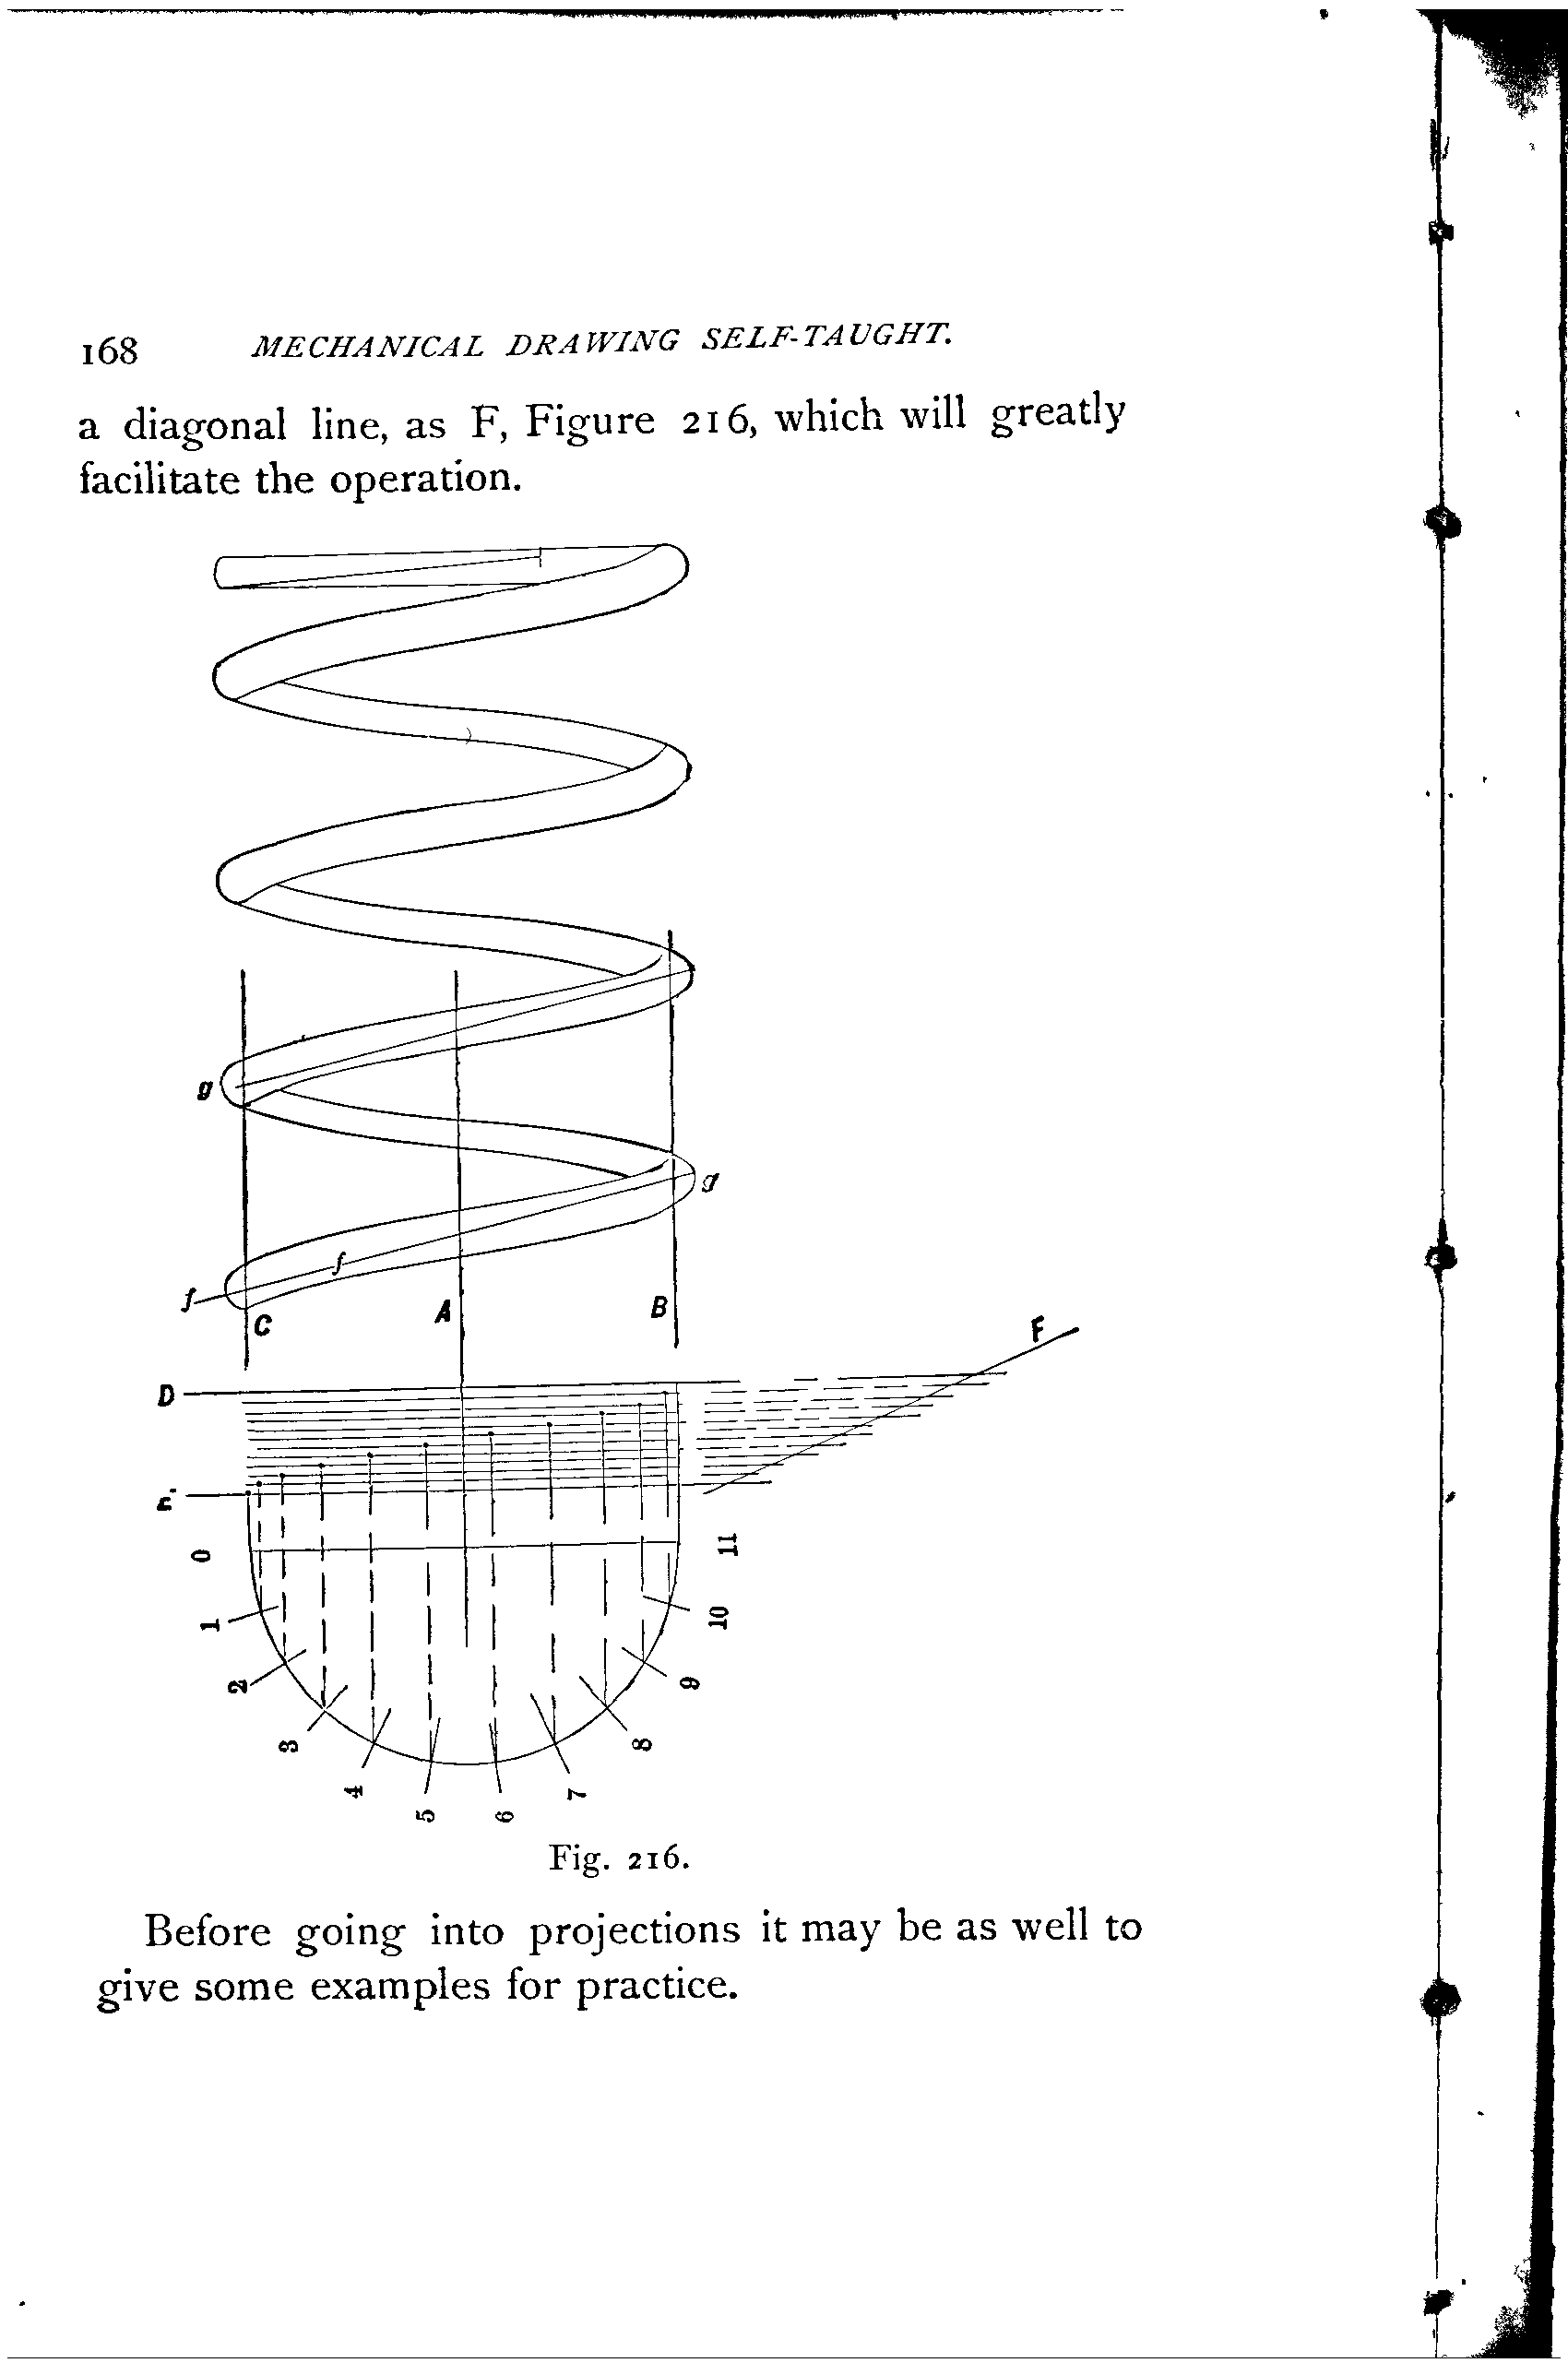 168 MECHANICAL DRAWING SELF-TAUGHT.
a diagonal line, as F, Figure 216, which will greatly
facilitate the operation.
g
g
f
f
C
A
B
F
D
E
0
11
1
10
2
9
3
8
4
7
5
6
Fig. 216.
Before going into projections it may be as well to
give some examples for practice.